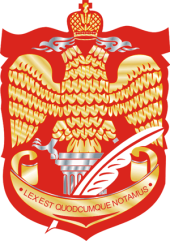 • LEX EST QUODCUMQUE NOTAMUS •